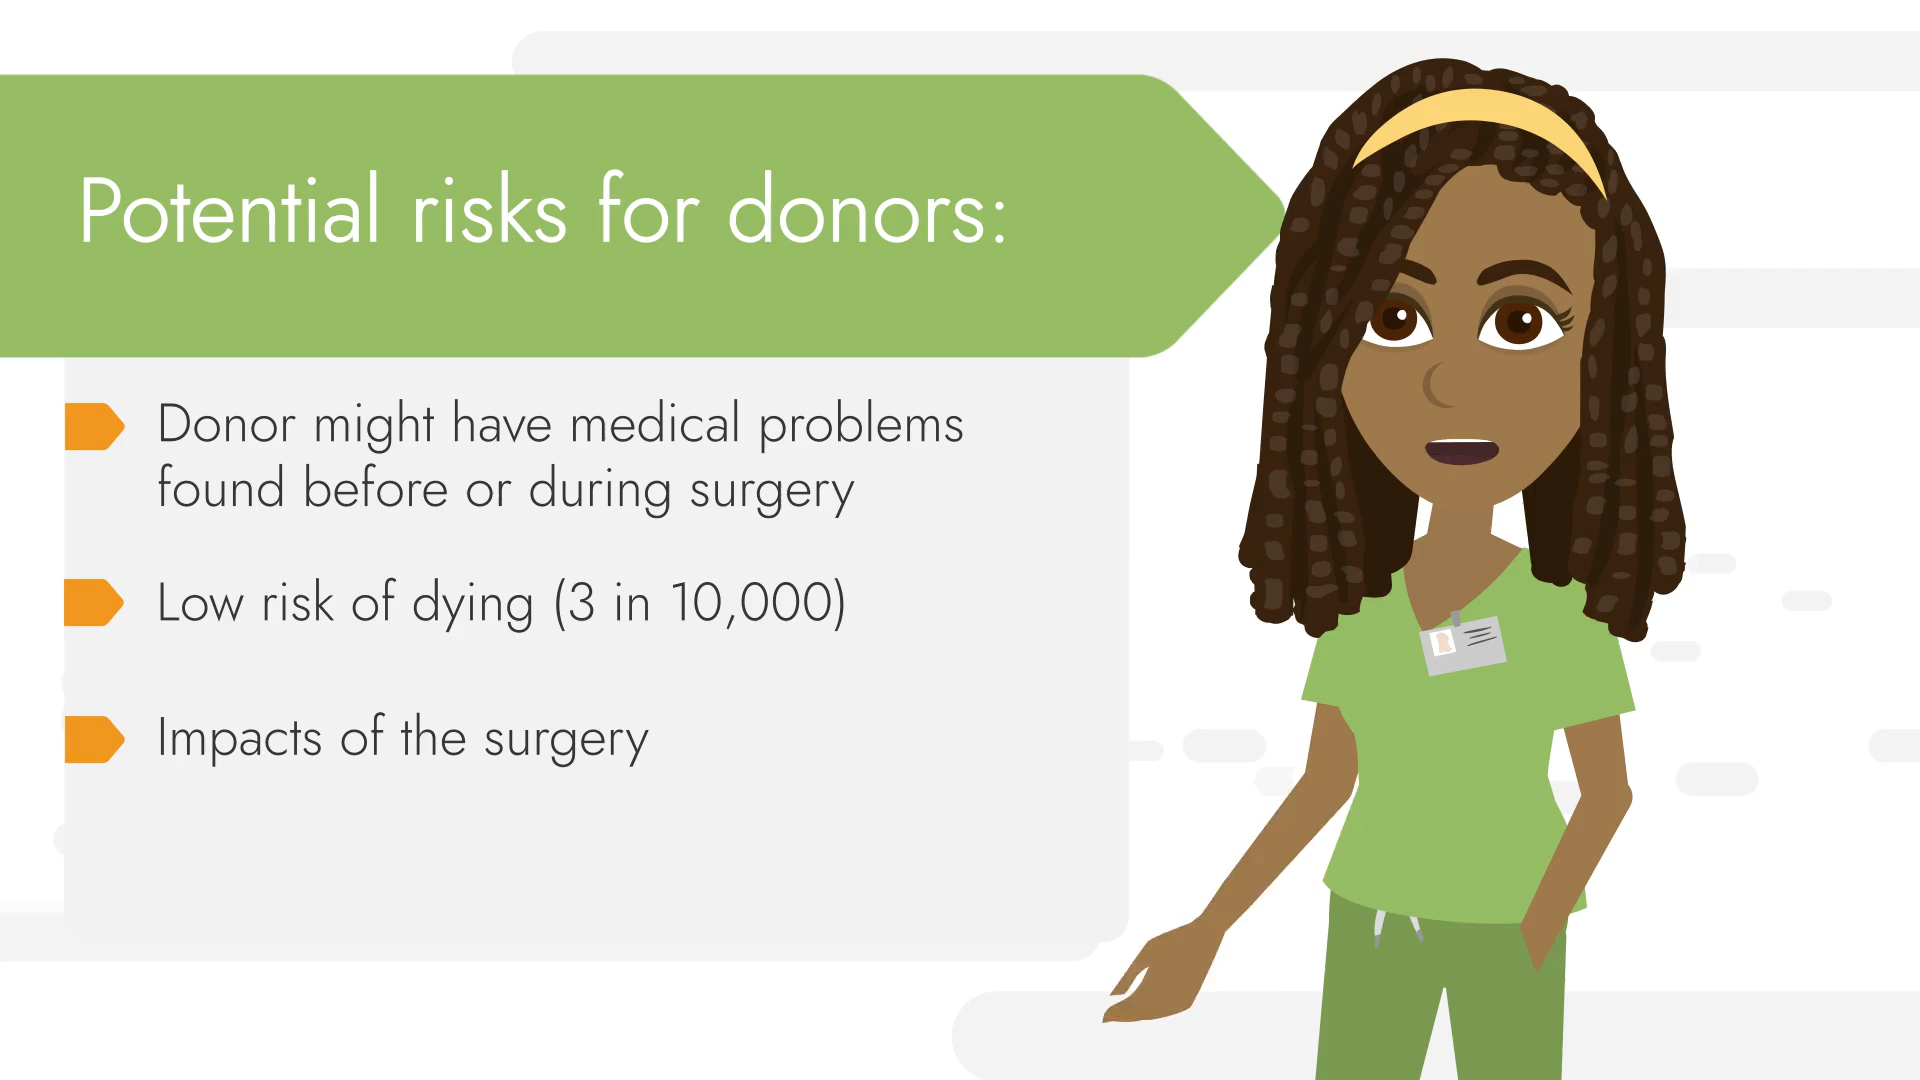 Potential risks for donors:
Donor might have medical problems
found before or during surgery
Low risk of dying (3 in 10,000)
Impacts of the surgery